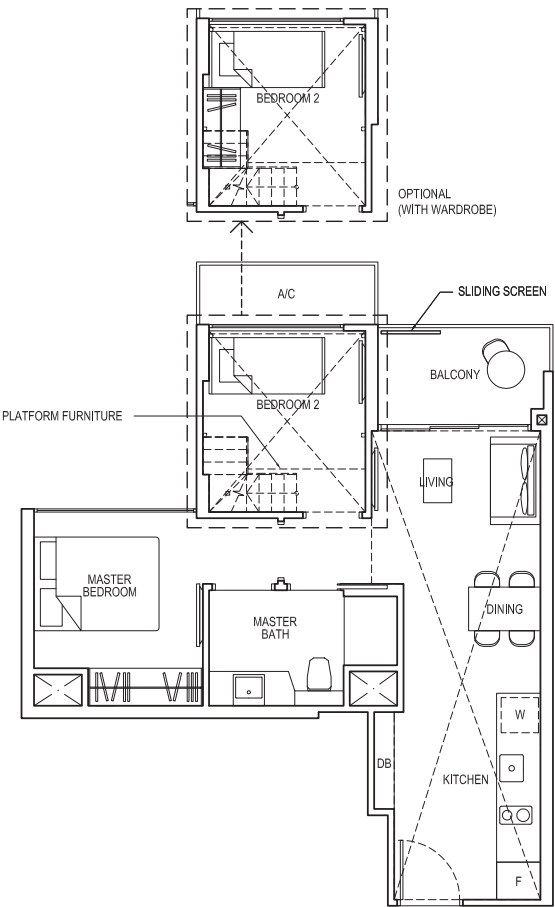 BEDROOM 2
OPTIONAL
(WITH WARDROBE)
A/C
SLIDING SCREEN
BALCONY
BEDROOM 2
PLATFORM FURNITURE
LIVING
MASTER
BEDROOM
DINING
MASTER
BATH
W
DB
KITCHEN
F